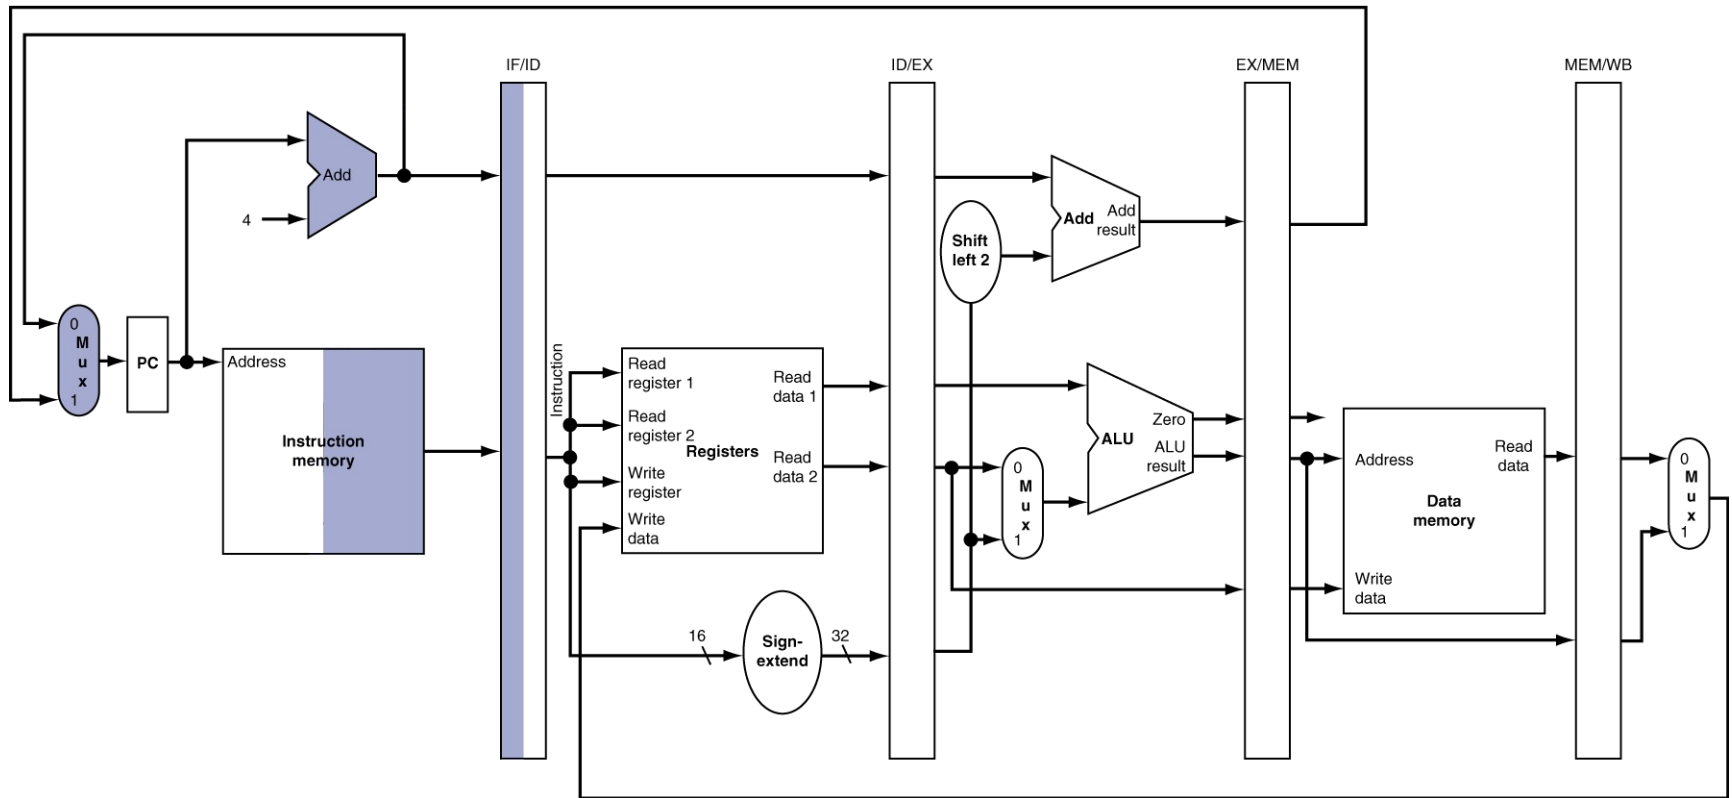 IF/ID
ID/EX
EX/MEM
MEM/WB
Add
4
Add
Add
result
Shift
left 2
0
M
u
x
1
PC
Address
Instruction
memory
Instruction
Read
register 1
Read
register 2
Write
register
Write
data
Registers
Read
data 1
Read
data 2
16
Sign-
extend
32
0
M
u
x
1
Zero
ALU
ALU
result
Address
Read
data
Data
memory
Write
data
0
M
u
x
1